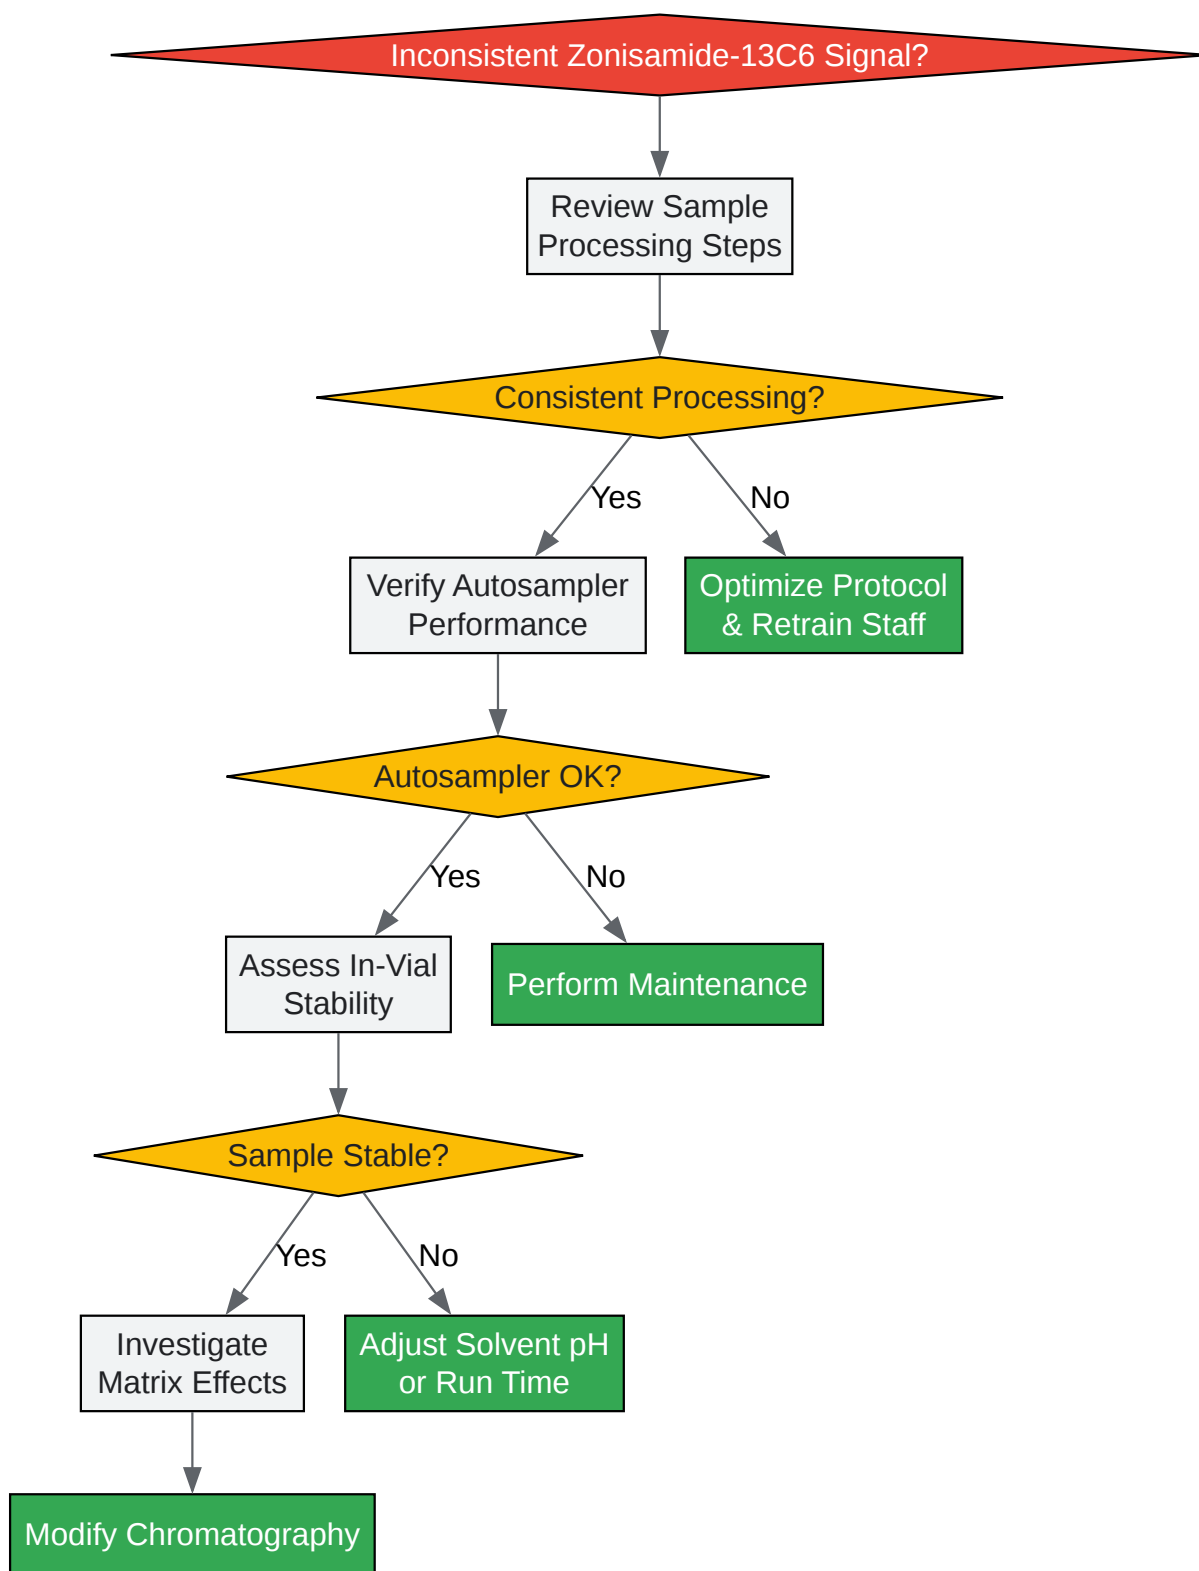 Inconsistent Zonisamide-13C6 Signal?
Review Sample
Processing Steps
Consistent Processing?
Yes
No
Verify Autosampler
Performance
Optimize Protocol
& Retrain Staff
Autosampler OK?
Yes
No
Assess In-Vial
Stability
Perform Maintenance
Sample Stable?
Yes
No
Investigate
Matrix Effects
Adjust Solvent pH
or Run Time
Modify Chromatography